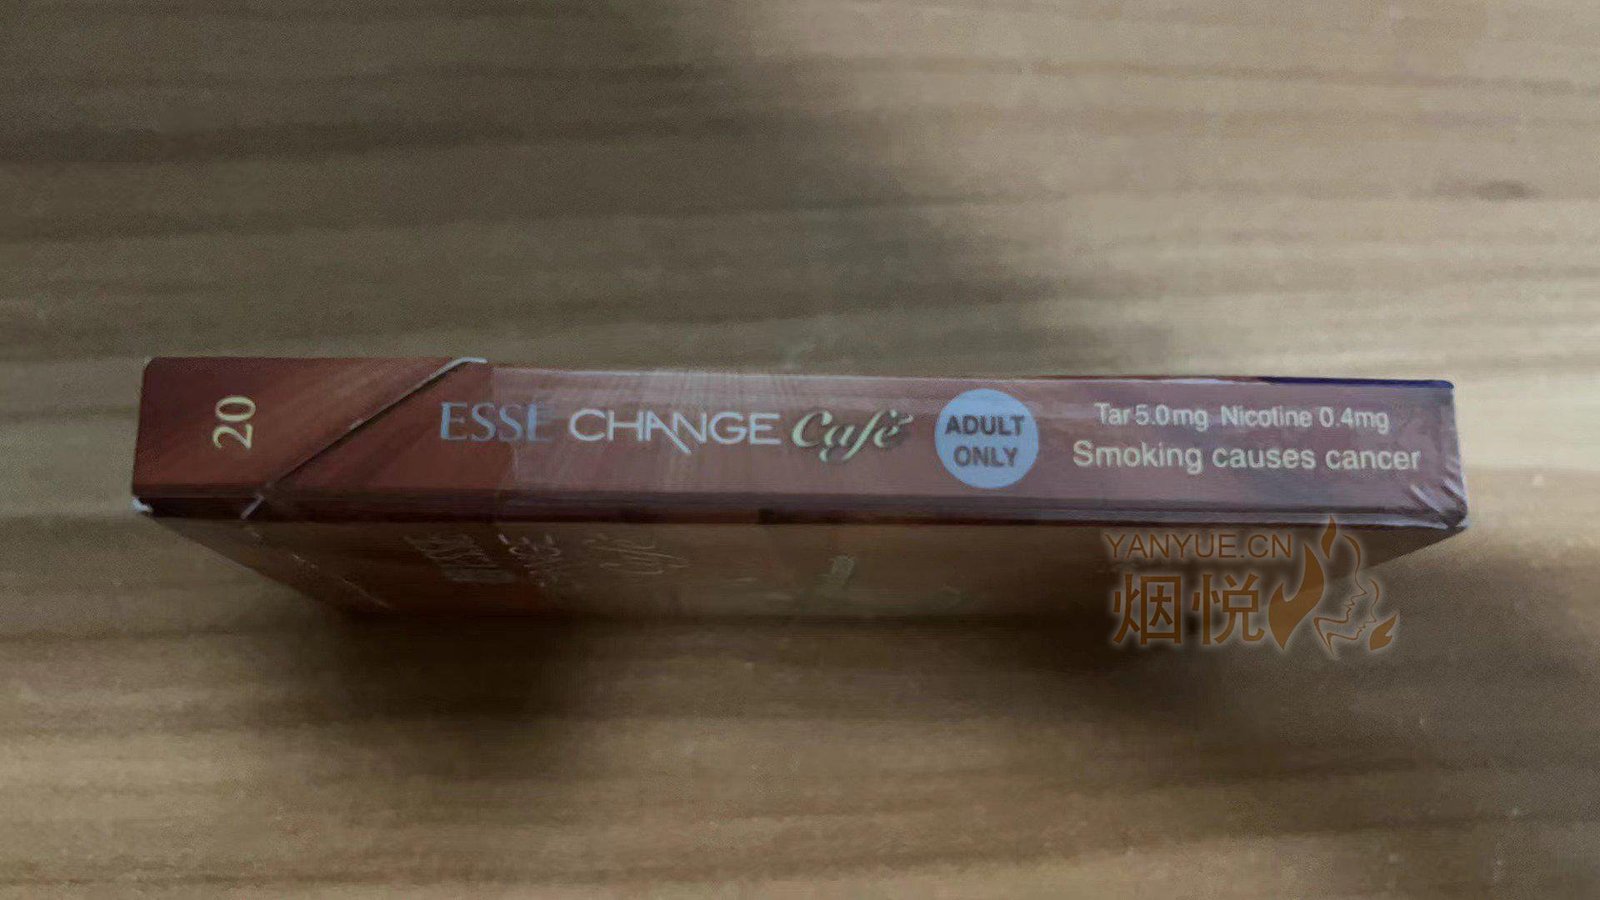 20
ESSE CHANGE Café
ADULT
ONLY
Tar 5.0mg Nicotine 0.4mg
Smoking causes cancer
YANYUE.CN
烟悦